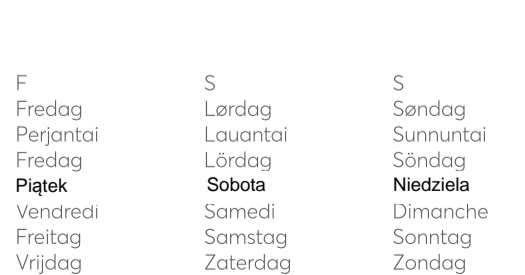 F S S
Fredag Lørdag Søndag
Perjantai Lauantai Sunnuntai
Fredag Lördag Söndag
Piątek Sobota Niedziela
Vendredi Samedi Dimanche
Freitag Samstag Sonntag
Vrijdag Zaterdag Zondag